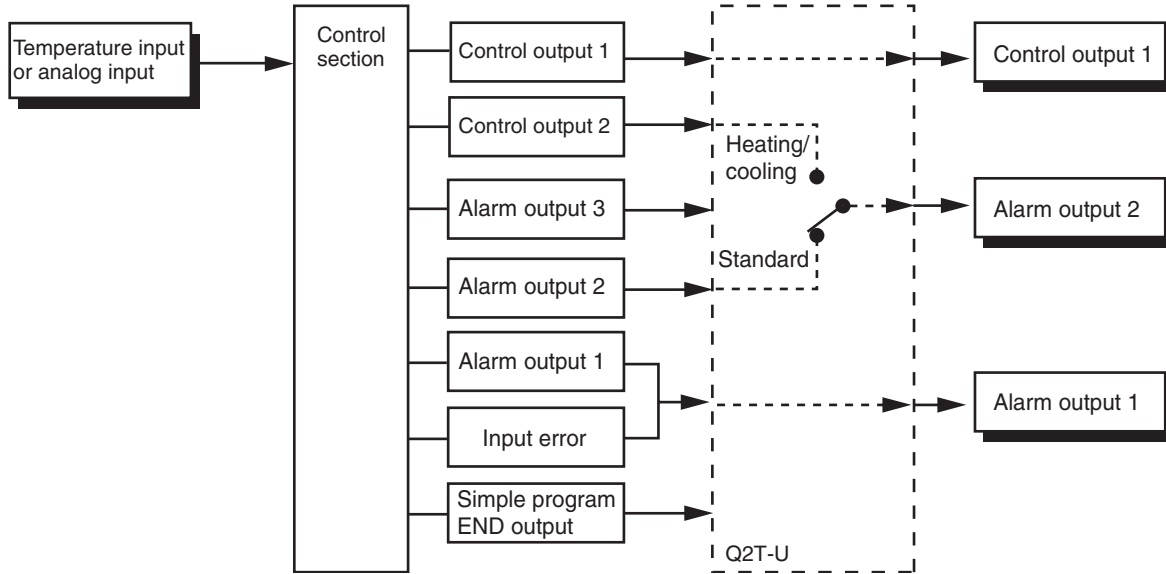 Temperature input
or analog input
Control
section
Control output 1
Control output 2
Alarm output 3
Alarm output 2
Alarm output 1
Input error
Simple program
END output
Heating/
cooling
Standard
Q2T-U
Control output 1
Alarm output 2
Alarm output 1